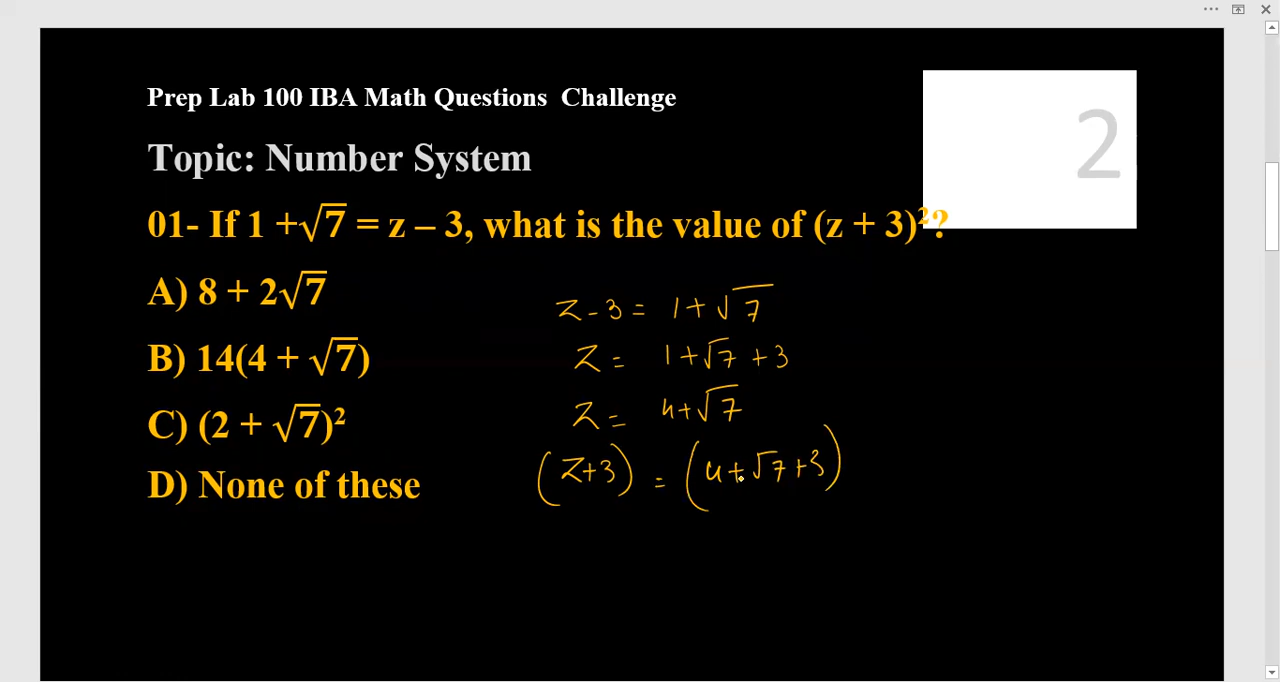 Prep Lab 100 IBA Math Questions Challenge
2
Topic: Number System
01- If 1 +√7 = z – 3, what is the value of (z + 3)²?
A) 8 + 2√7
B) 14(4 + √7)
C) (2 + √7)²
D) None of these
z - 3 = 1 + √7
z = 1 + √7 + 3
z = 4 + √7
(z+3) = (4 + √7 + 3)